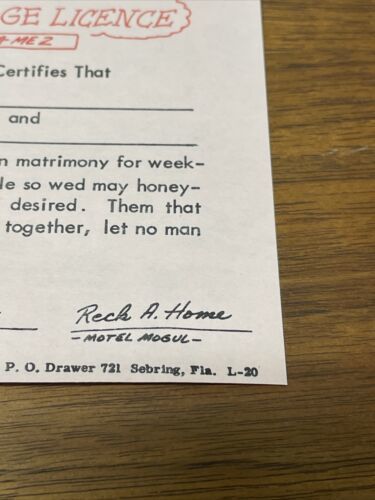 GE LICENCE
-ME2
Certifies That
and
n matrimony for week-
le so wed may honey-
desired. Them that
together, let no man
Reck A. Home
- MOTEL MOGUL -
P. O. Drawer 721 Sebring, Fla. L-20